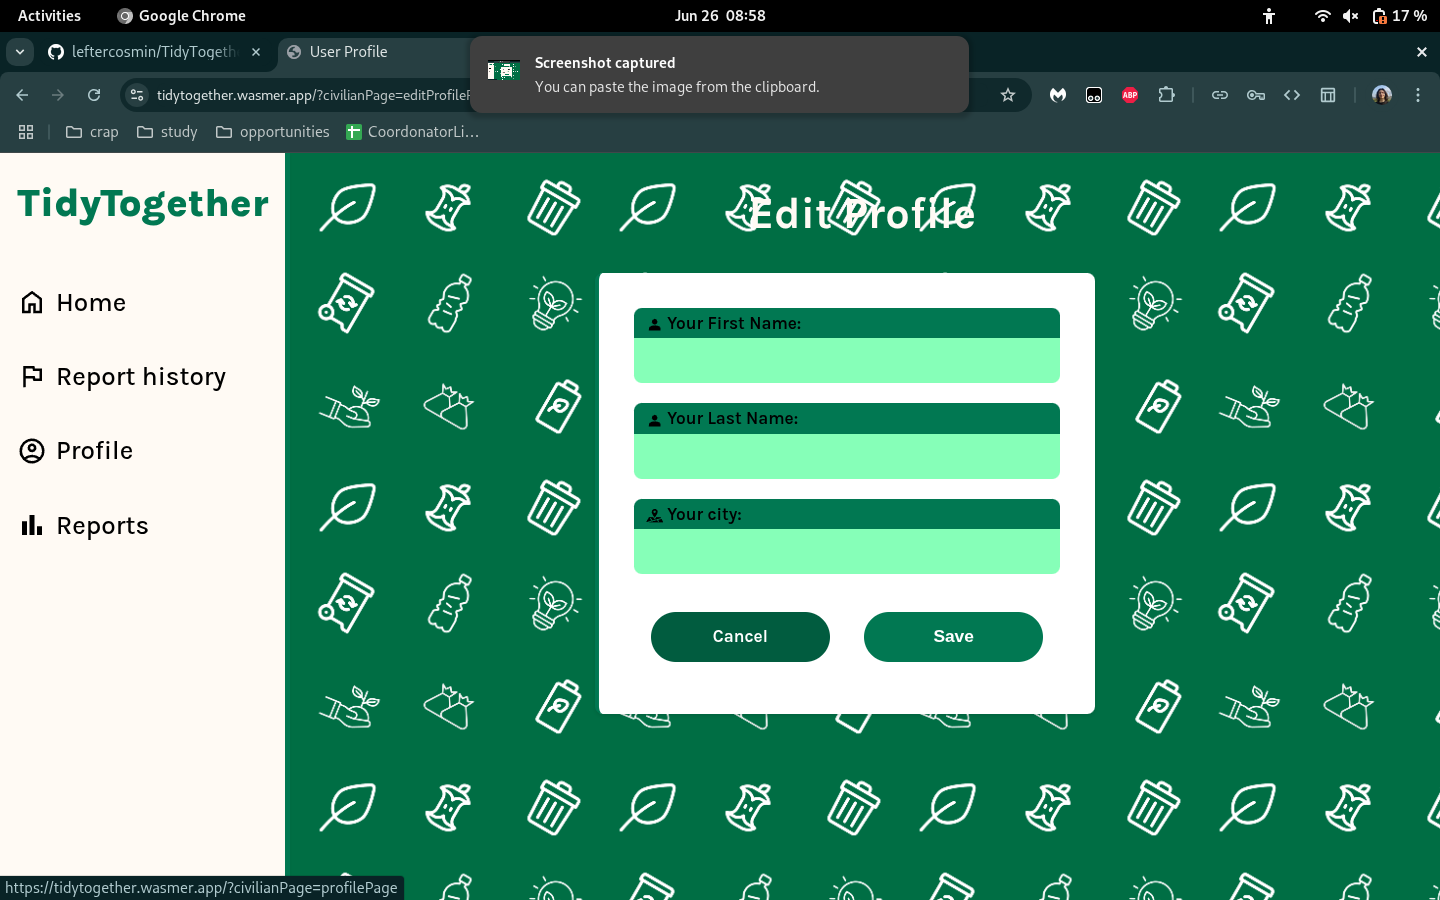 Activities
Google Chrome
Jun 26 08:58
17 %
leftercosmin/TidyTogeth
User Profile
Screenshot captured
You can paste the image from the clipboard.
tidytogether.wasmer.app/?civilianPage=editProfileP
ABP
crap
study
opportunities
CoordonatorLi...
TidyTogether
Edit Profile
Home
Report history
Profile
Reports
Your First Name:
Your Last Name:
Your city:
Cancel
Save
https://tidytogether.wasmer.app/?civilianPage=profilePage